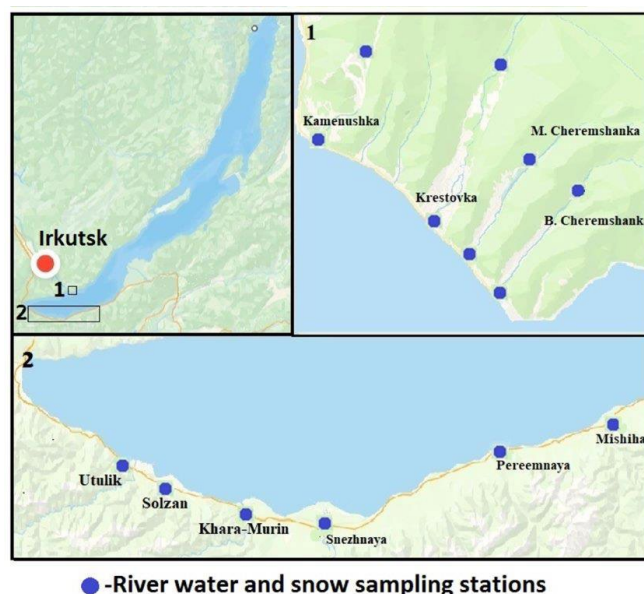 Irkutsk
1
2
1
Kamenushka
M. Cheremshanka
Krestovka
B. Cheremshank
2
Utulik
Solzan
Khara-Murin
Snezhnaya
Pereemnaya
Mishiha
-River water and snow sampling stations